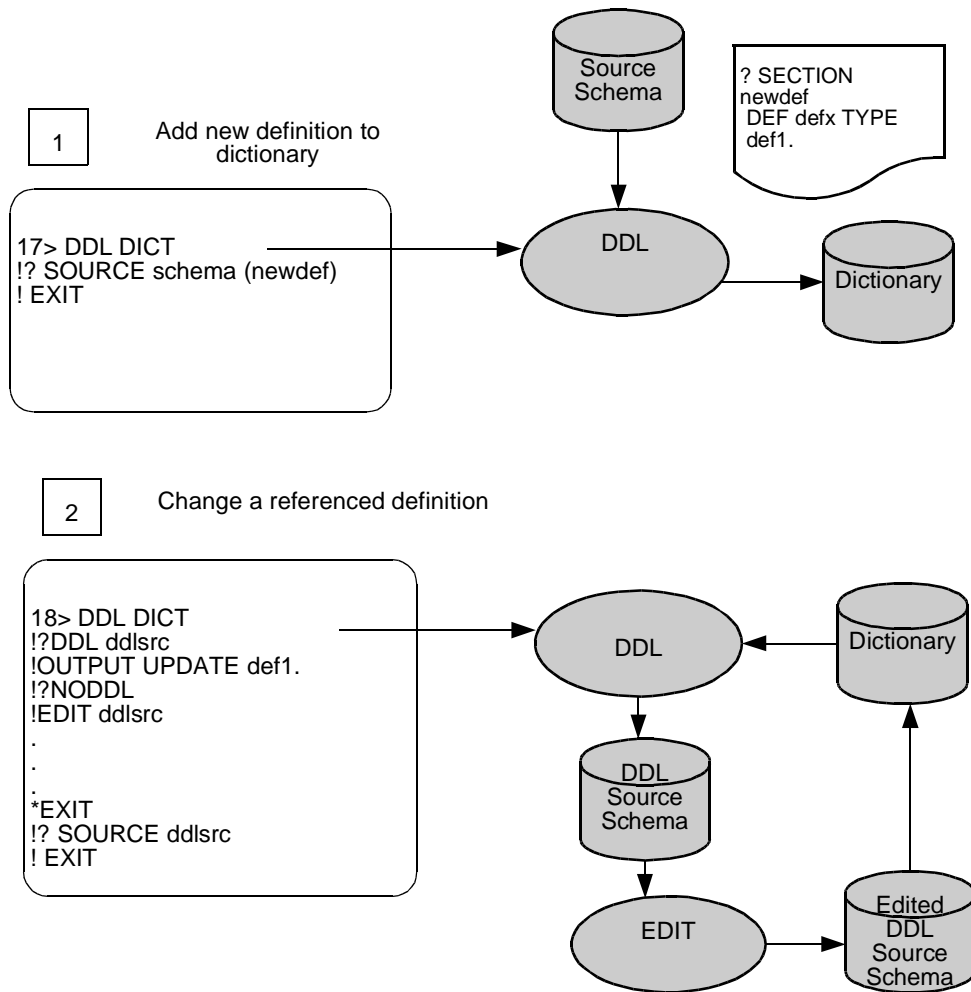 Source
Schema
? SECTION
newdef
DEF defx TYPE
def1.
1
Add new definition to
dictionary
17> DDL DICT
!? SOURCE schema (newdef)
! EXIT
DDL
Dictionary
2
Change a referenced definition
18> DDL DICT
!?DDL ddlsrc
!OUTPUT UPDATE def1.
!?NODDL
!EDIT ddlsrc
.
.
.
*EXIT
!? SOURCE ddlsrc
! EXIT
DDL
Dictionary
DDL
Source
Schema
EDIT
Edited
DDL
Source
Schema